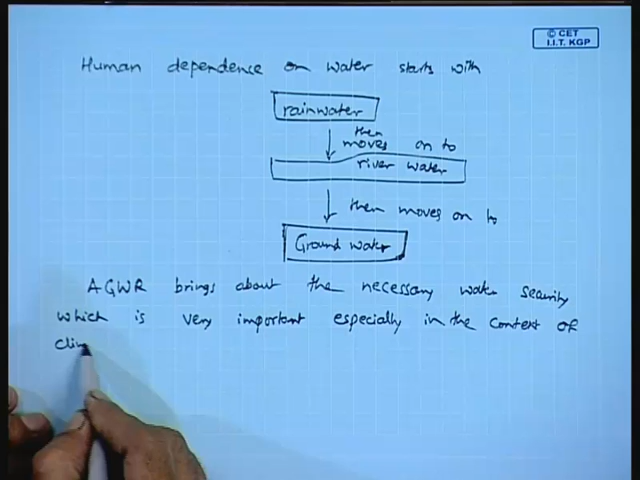 © CET
I.I.T. KGP
Human dependence on water starts with
rainwater
then
moves on to
river water
then moves on to
Ground water
AGWR brings about the necessary water security
which is very important especially in the context of
clim